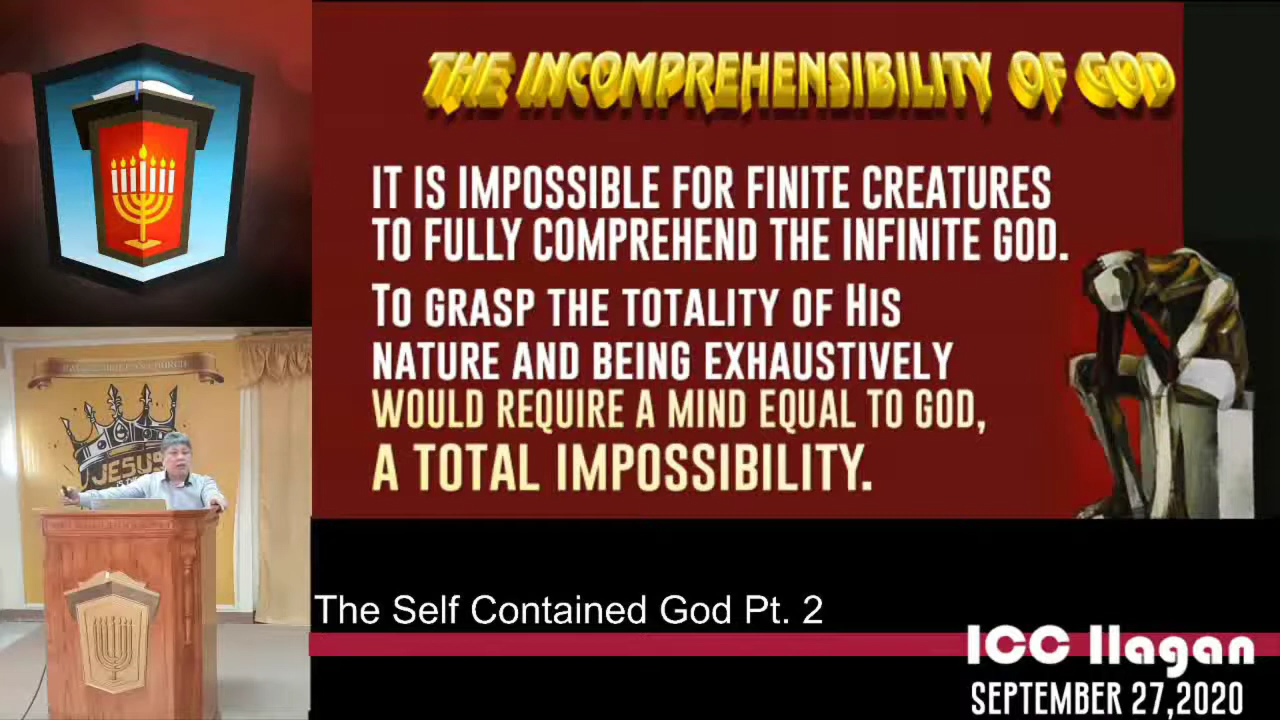 THE INCOMPREHENSIBILITY OF GOD
IT IS IMPOSSIBLE FOR FINITE CREATURES
TO FULLY COMPREHEND THE INFINITE GOD.
TO GRASP THE TOTALITY OF HIS
NATURE AND BEING EXHAUSTIVELY
WOULD REQUIRE A MIND EQUAL TO GOD,
A TOTAL IMPOSSIBILITY.
JESUS
The Self Contained God Pt. 2
ICC Ilagan
SEPTEMBER 27,2020